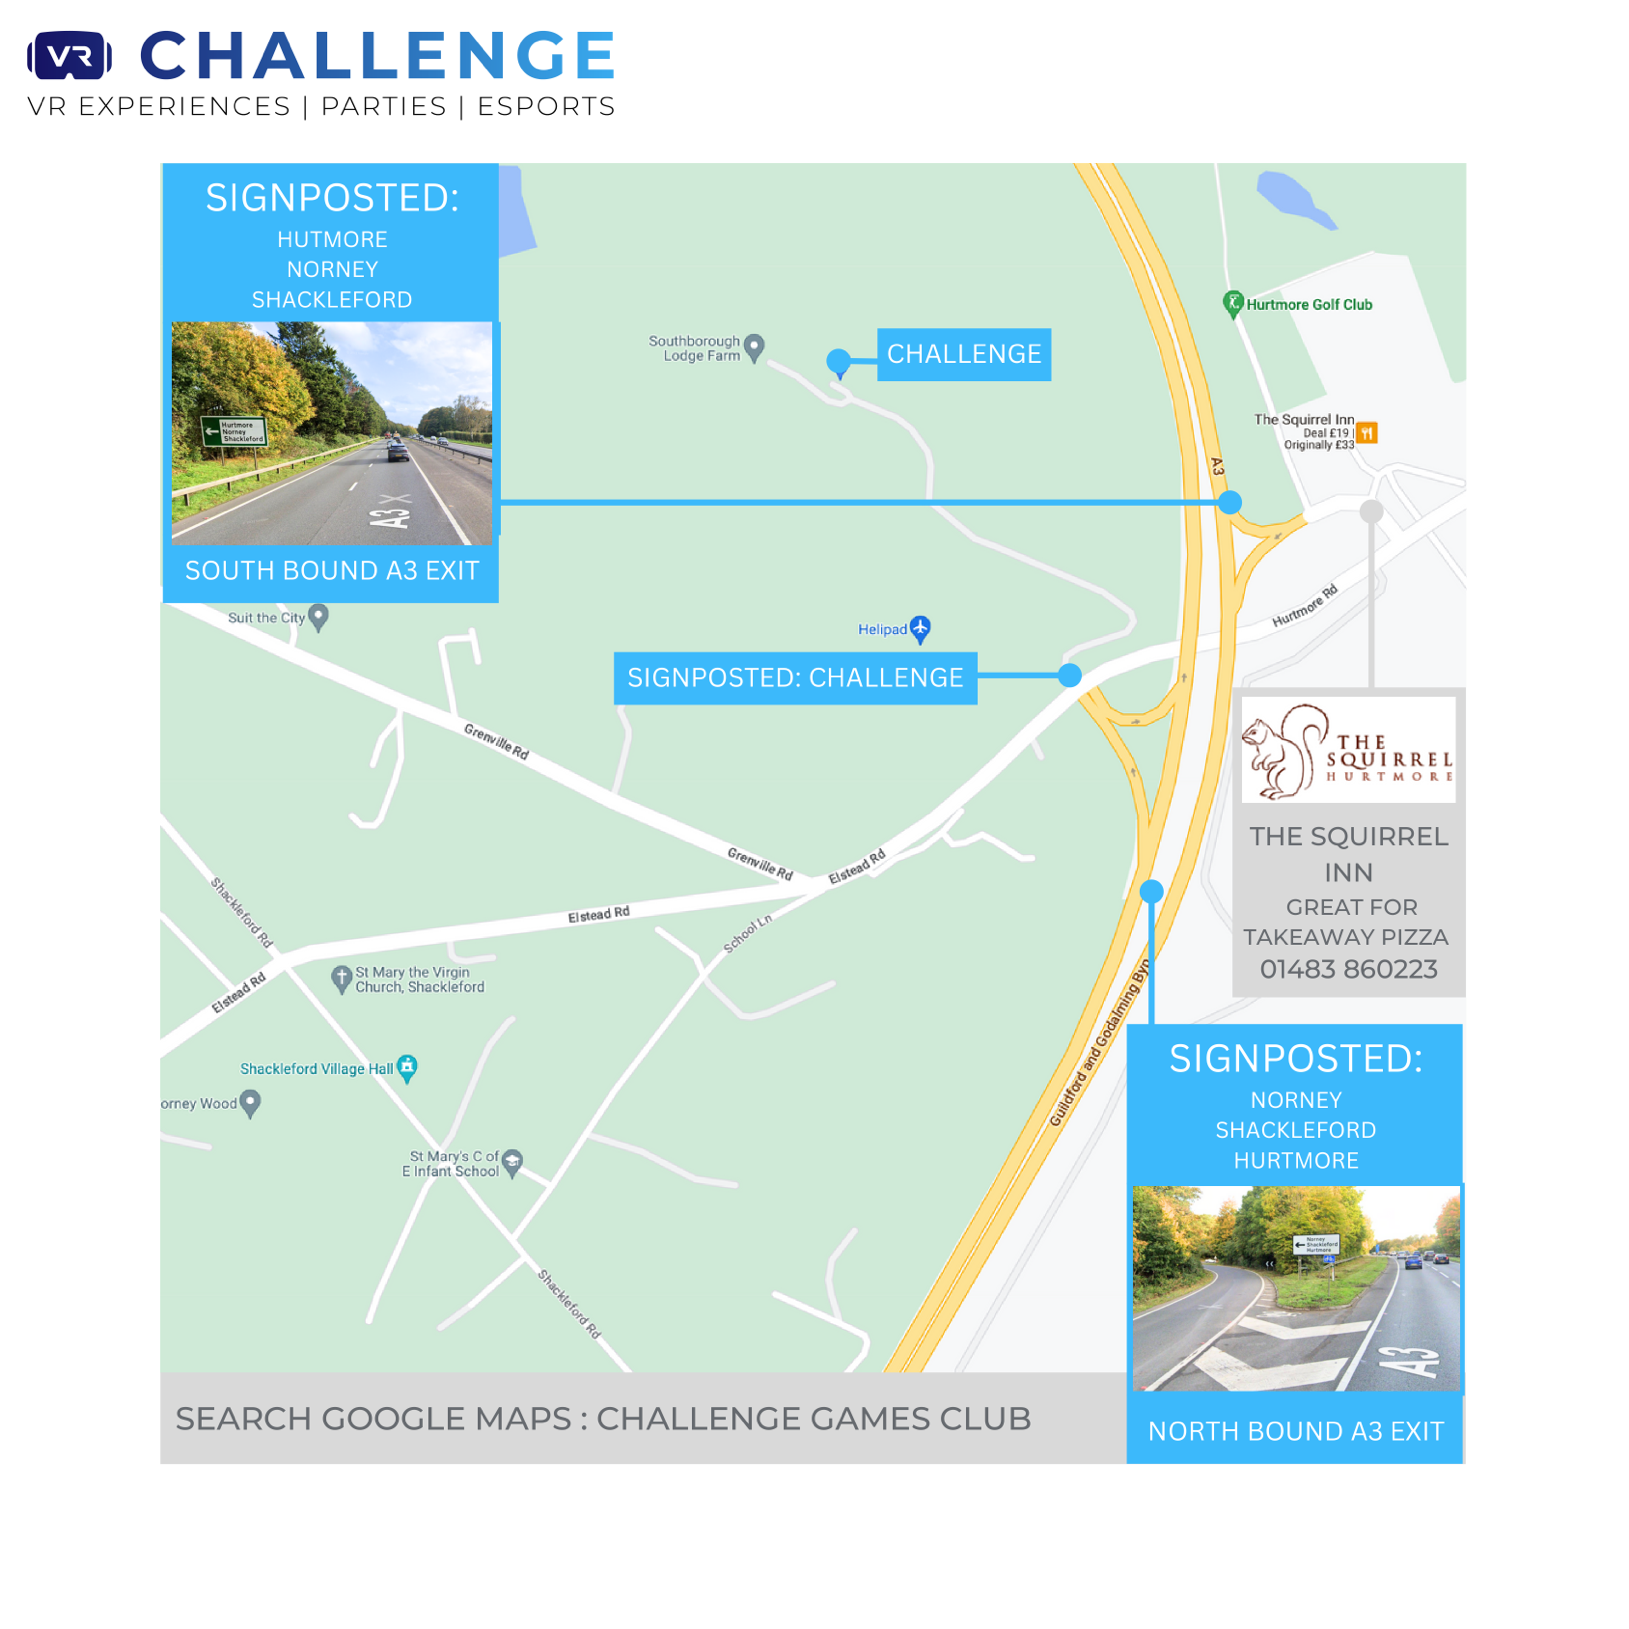 VR CHALLENGE
VR EXPERIENCES | PARTIES | ESPORTS
SIGNPOSTED:
HUTMORE
NORNEY
SHACKLEFORD
Hurtmore
Norney
Shackleford
A3
SOUTH BOUND A3 EXIT
Southborough
Lodge Farm
CHALLENGE
Hurtmore Golf Club
The Squirrel Inn
Deal £19 |
Originally £33
A3
Hurtmore Rd
Suit the City
Helipad
SIGNPOSTED: CHALLENGE
Grenville Rd
Grenville Rd
Elstead Rd
Elstead Rd
Elstead Rd
School Ln
Shackleford Rd
St Mary the Virgin
Church, Shackleford
Shackleford Village Hall
orney Wood
St Mary's C of
E Infant School
Shackleford Rd
Guildford and Godalming Byp
THE
SQUIRREL
HURTMORE
THE SQUIRREL
INN
GREAT FOR
TAKEAWAY PIZZA
01483 860223
SIGNPOSTED:
NORNEY
SHACKLEFORD
HURTMORE
Norney
Shackleford
Hurtmore
A3
NORTH BOUND A3 EXIT
SEARCH GOOGLE MAPS : CHALLENGE GAMES CLUB